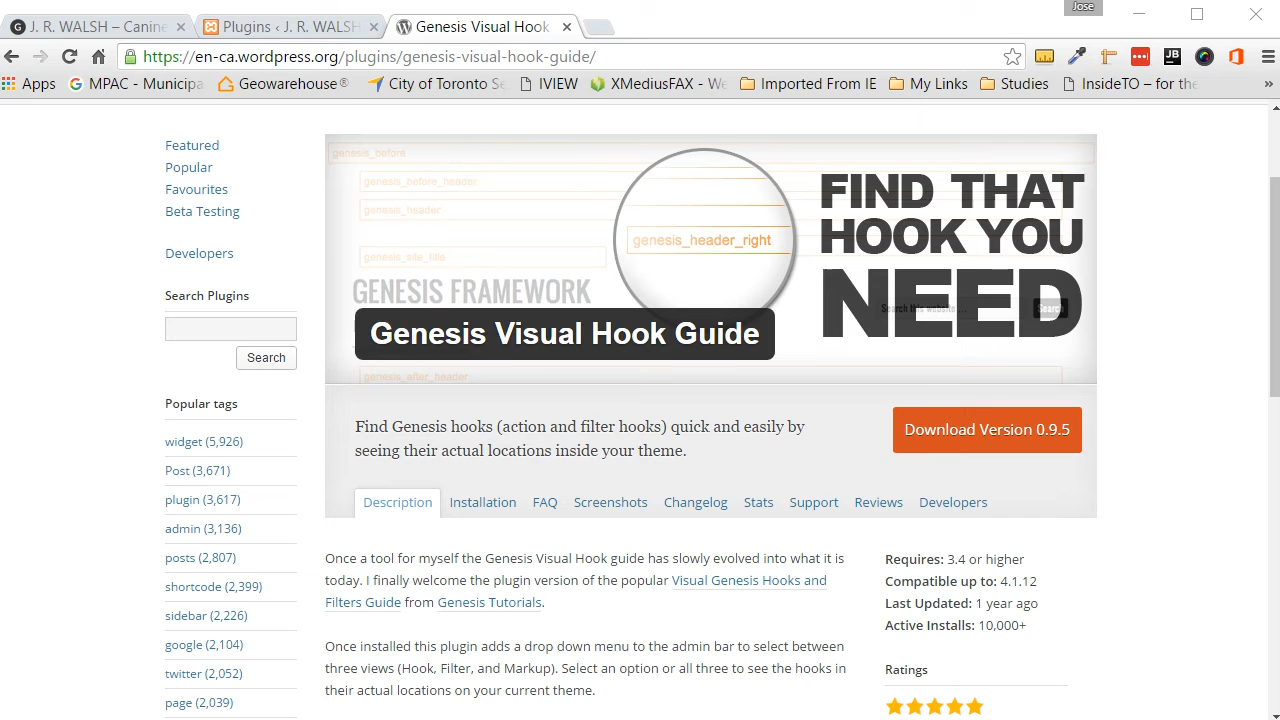 Jose
J. R. WALSH – Canine
Plugins ‹ J. R. WALSH
Genesis Visual Hook
https://en-ca.wordpress.org/plugins/genesis-visual-hook-guide/
Apps
MPAC - Municipa
Geowarehouse®
City of Toronto Se
IVIEW
XMediusFAX - We
Imported From IE
My Links
Studies
InsideTO – for the
Featured
Popular
Favourites
Beta Testing
Developers
Search Plugins
Search
Popular tags
widget (5,926)
Post (3,671)
plugin (3,617)
admin (3,136)
posts (2,807)
shortcode (2,399)
sidebar (2,226)
google (2,104)
twitter (2,052)
page (2,039)
genesis_before
genesis_before_header
genesis_header
genesis_site_title
genesis_header_right
GENESIS FRAMEWORK
FIND THAT
HOOK YOU
NEED
Search this website ...
Search
Genesis Visual Hook Guide
genesis_after_header
Find Genesis hooks (action and filter hooks) quick and easily by
seeing their actual locations inside your theme.
Download Version 0.9.5
Description Installation FAQ Screenshots Changelog Stats Support Reviews Developers
Once a tool for myself the Genesis Visual Hook guide has slowly evolved into what it is
today. I finally welcome the plugin version of the popular Visual Genesis Hooks and
Filters Guide from Genesis Tutorials.
Once installed this plugin adds a drop down menu to the admin bar to select between
three views (Hook, Filter, and Markup). Select an option or all three to see the hooks in
their actual locations on your current theme.
Requires: 3.4 or higher
Compatible up to: 4.1.12
Last Updated: 1 year ago
Active Installs: 10,000+
Ratings